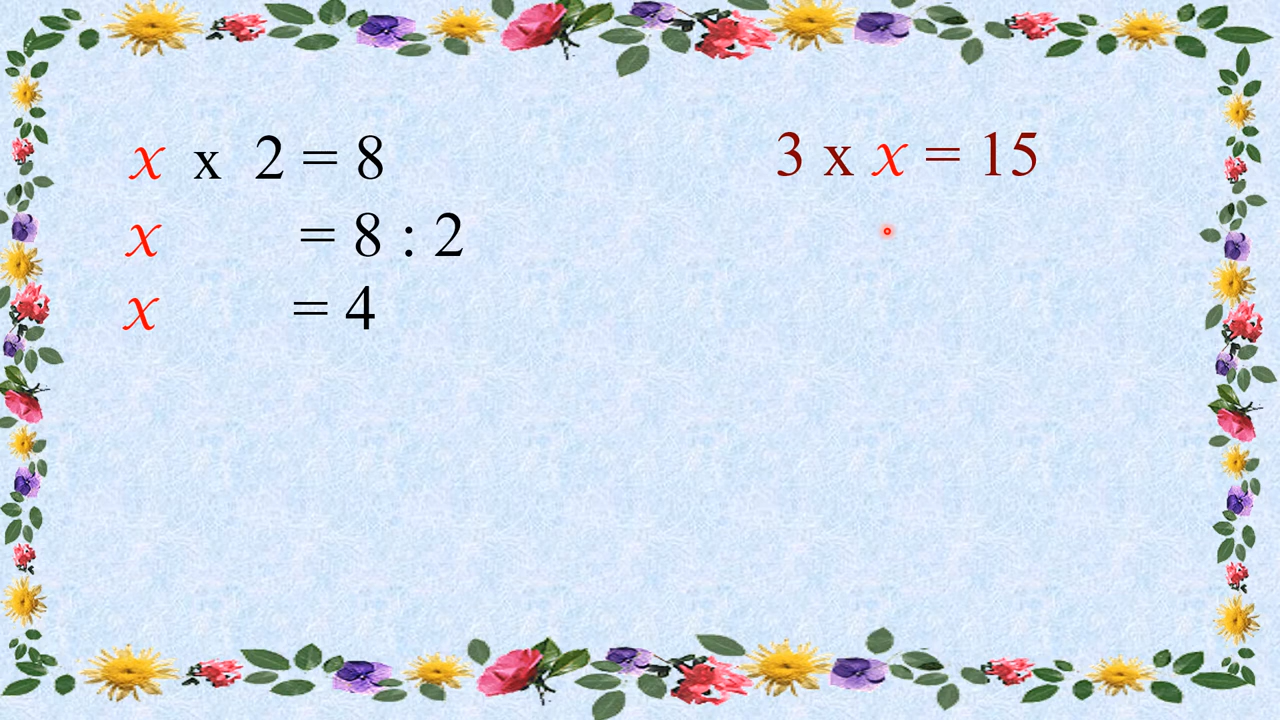 x x 2 = 8
x = 8 : 2
x = 4
3 x x = 15